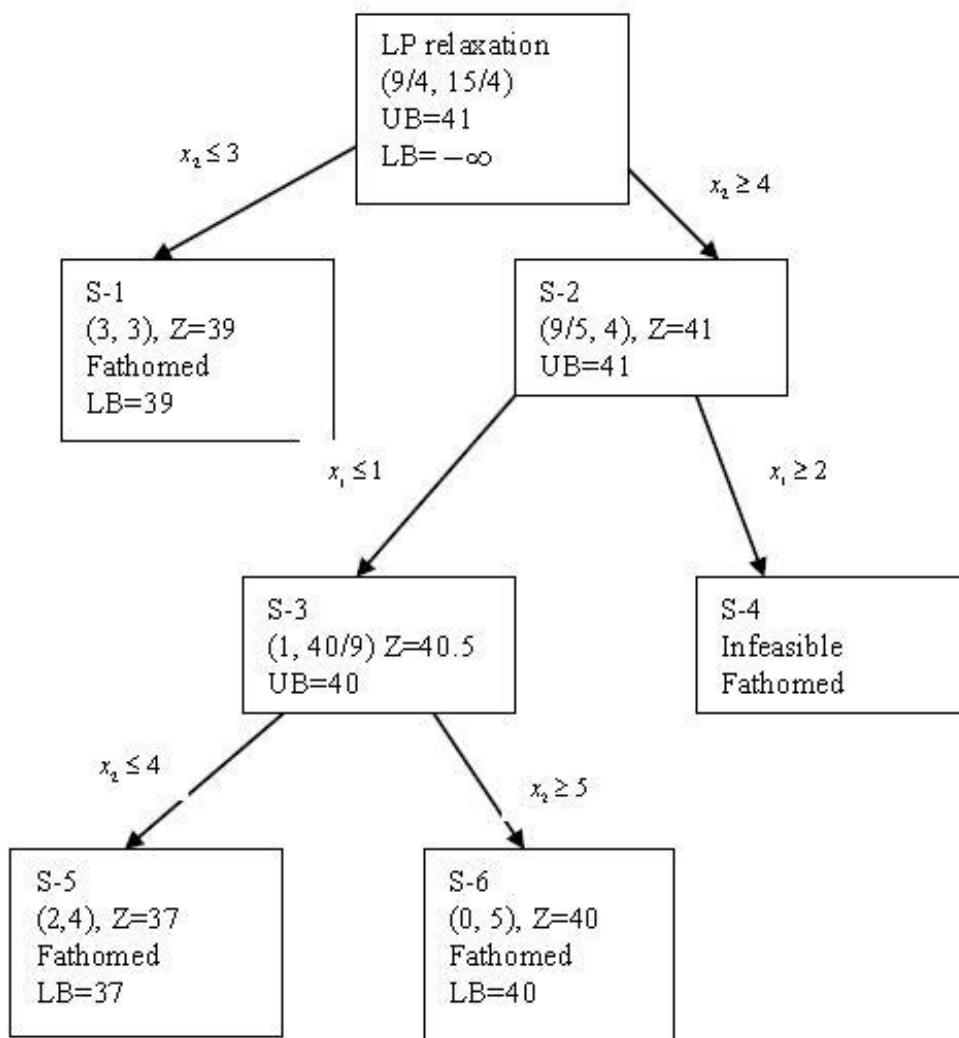 LP relaxation
(9/4, 15/4)
UB=41
LB= −∞
x₂ ≤ 3
x₂ ≥ 4
S-1
(3, 3), Z=39
Fathomed
LB=39
S-2
(9/5, 4), Z=41
UB=41
x₁ ≤ 1
x₁ ≥ 2
S-3
(1, 40/9) Z=40.5
UB=40
S-4
Infeasible
Fathomed
x₂ ≤ 4
x₂ ≥ 5
S-5
(2,4), Z=37
Fathomed
LB=37
S-6
(0, 5), Z=40
Fathomed
LB=40